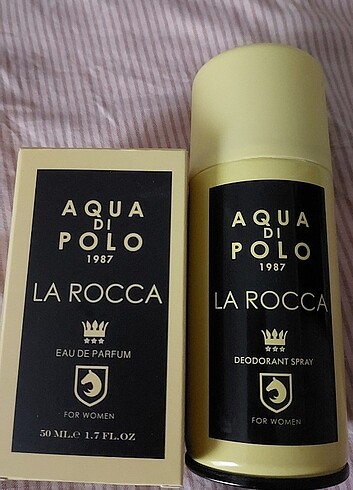 AQUA
DI
POLO
1987
LA ROCCA
EAU DE PARFUM
FOR WOMEN
50 ML.e 1.7 FL.OZ
AQUA
DI
POLO
1987
LA ROCCA
DEODORANT SPRAY
FOR WOMEN